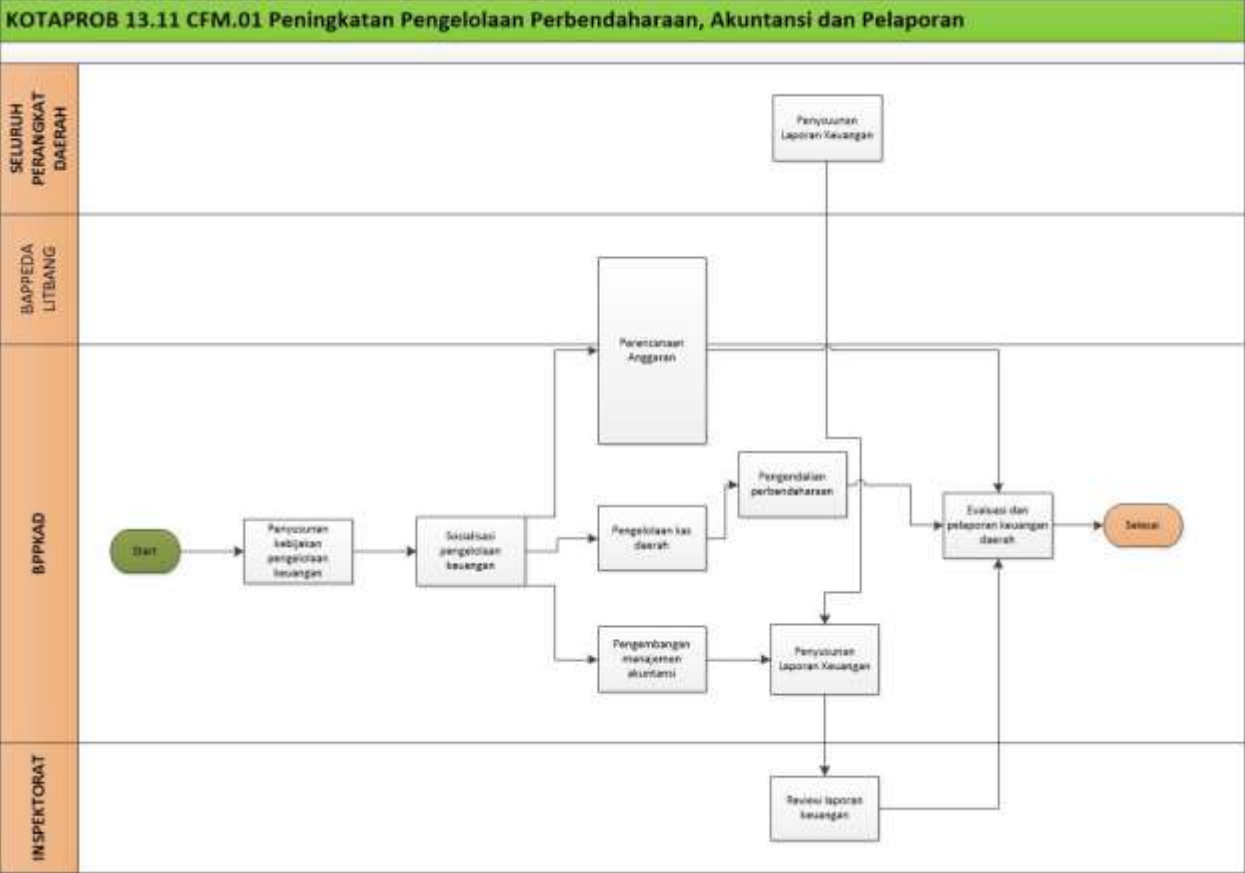 KOTAPROB 13.11 CFM.01 Peningkatan Pengelolaan Perbendaharaan, Akuntansi dan Pelaporan
SELURUH
PERANGKAT
DAERAH
Penyusunan
Laporan Keuangan
BAPPEDA
LITBANG
Perencanaan
Anggaran
BPPKAD
Start
Penyusunan
kebijakan
pengelolaan
keuangan
Sosialisasi
pengelolaan
keuangan
Pengelolaan kas
daerah
Pengendalian
perbendaharaan
Evaluasi dan
pelaporan keuangan
daerah
Selesai
Pengembangan
manajemen
akuntansi
Penyusunan
Laporan Keuangan
INSPEKTORAT
Review laporan
keuangan